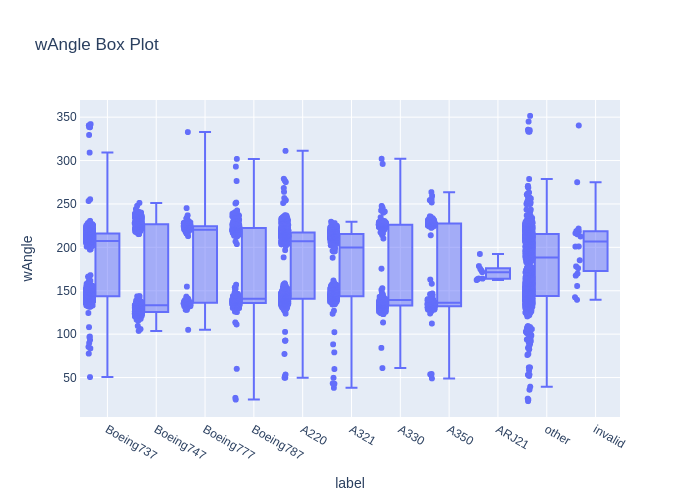 wAngle Box Plot
wAngle
350
300
250
200
150
100
50
Boeing737
Boeing747
Boeing777
Boeing787
A220
A321
A330
A350
ARJ21
other
invalid
label